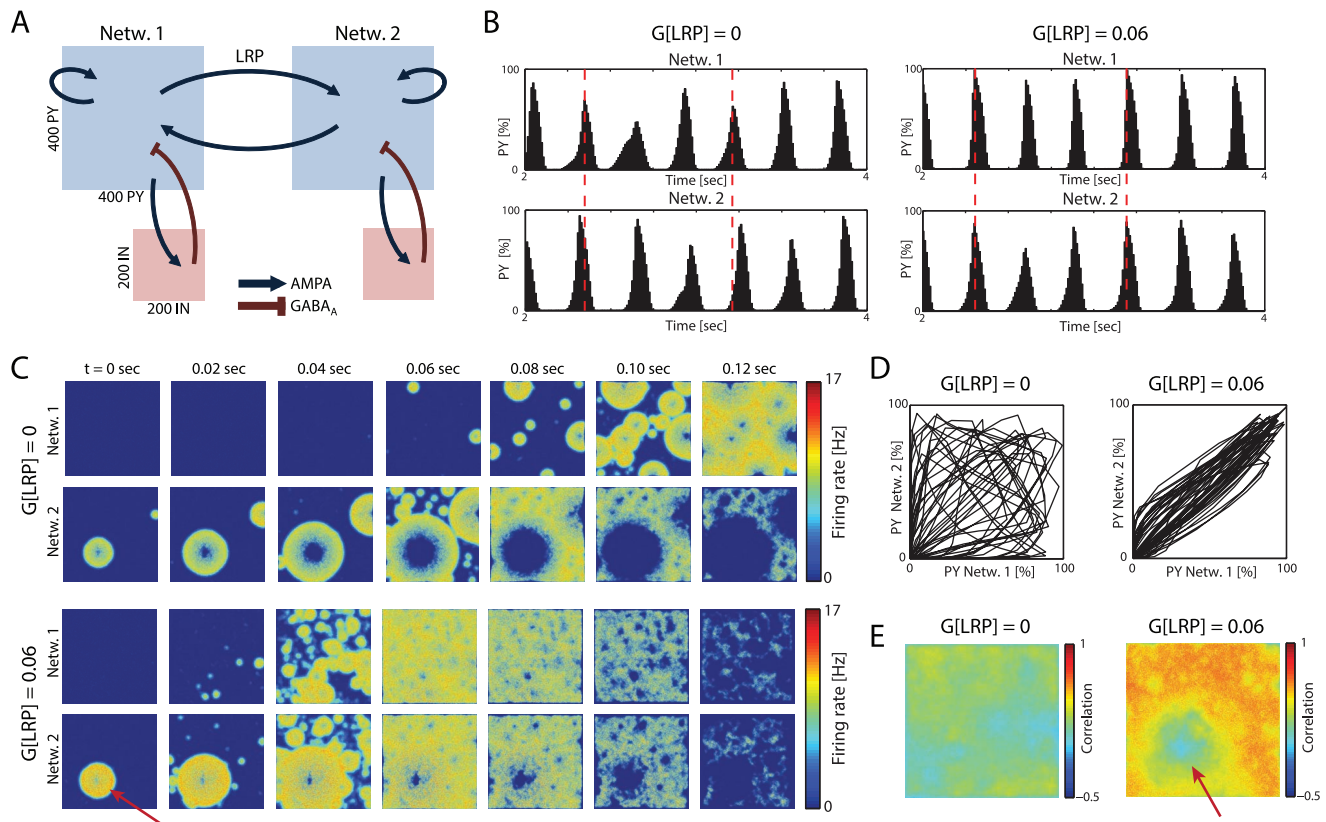 A
Netw. 1
Netw. 2
LRP
400 PY
400 PY
200 IN
200 IN
AMPA
GABA_A
B
G[LRP] = 0
G[LRP] = 0.06
Netw. 1
Netw. 1
100
PY [%]
0
2
Time [sec]
4
100
PY [%]
0
2
Time [sec]
4
Netw. 2
Netw. 2
100
PY [%]
0
2
Time [sec]
4
100
PY [%]
0
2
Time [sec]
4
C
t = 0 sec
0.02 sec
0.04 sec
0.06 sec
0.08 sec
0.10 sec
0.12 sec
G[LRP] = 0
Netw. 1
Netw. 2
17
Firing rate [Hz]
0
G[LRP] = 0.06
Netw. 1
Netw. 2
17
Firing rate [Hz]
0
D
G[LRP] = 0
G[LRP] = 0.06
100
PY Netw. 2 [%]
0
0
PY Netw. 1 [%]
100
100
PY Netw. 2 [%]
0
0
PY Netw. 1 [%]
100
E
G[LRP] = 0
G[LRP] = 0.06
1
Correlation
−0.5
1
Correlation
−0.5